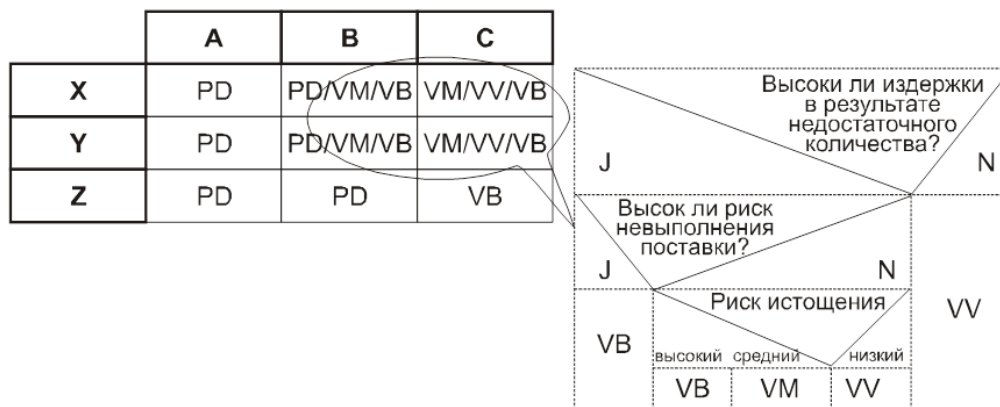 A B C
X PD PD/VM/VB VM/VV/VB
Y PD PD/VM/VB VM/VV/VB
Z PD PD VB
Высоки ли издержки
в результате
недостаточного
количества?
J N
Высок ли риск
невыполнения
поставки?
J N
Риск истощения
VV
VB
высокий средний низкий
VB VM VV